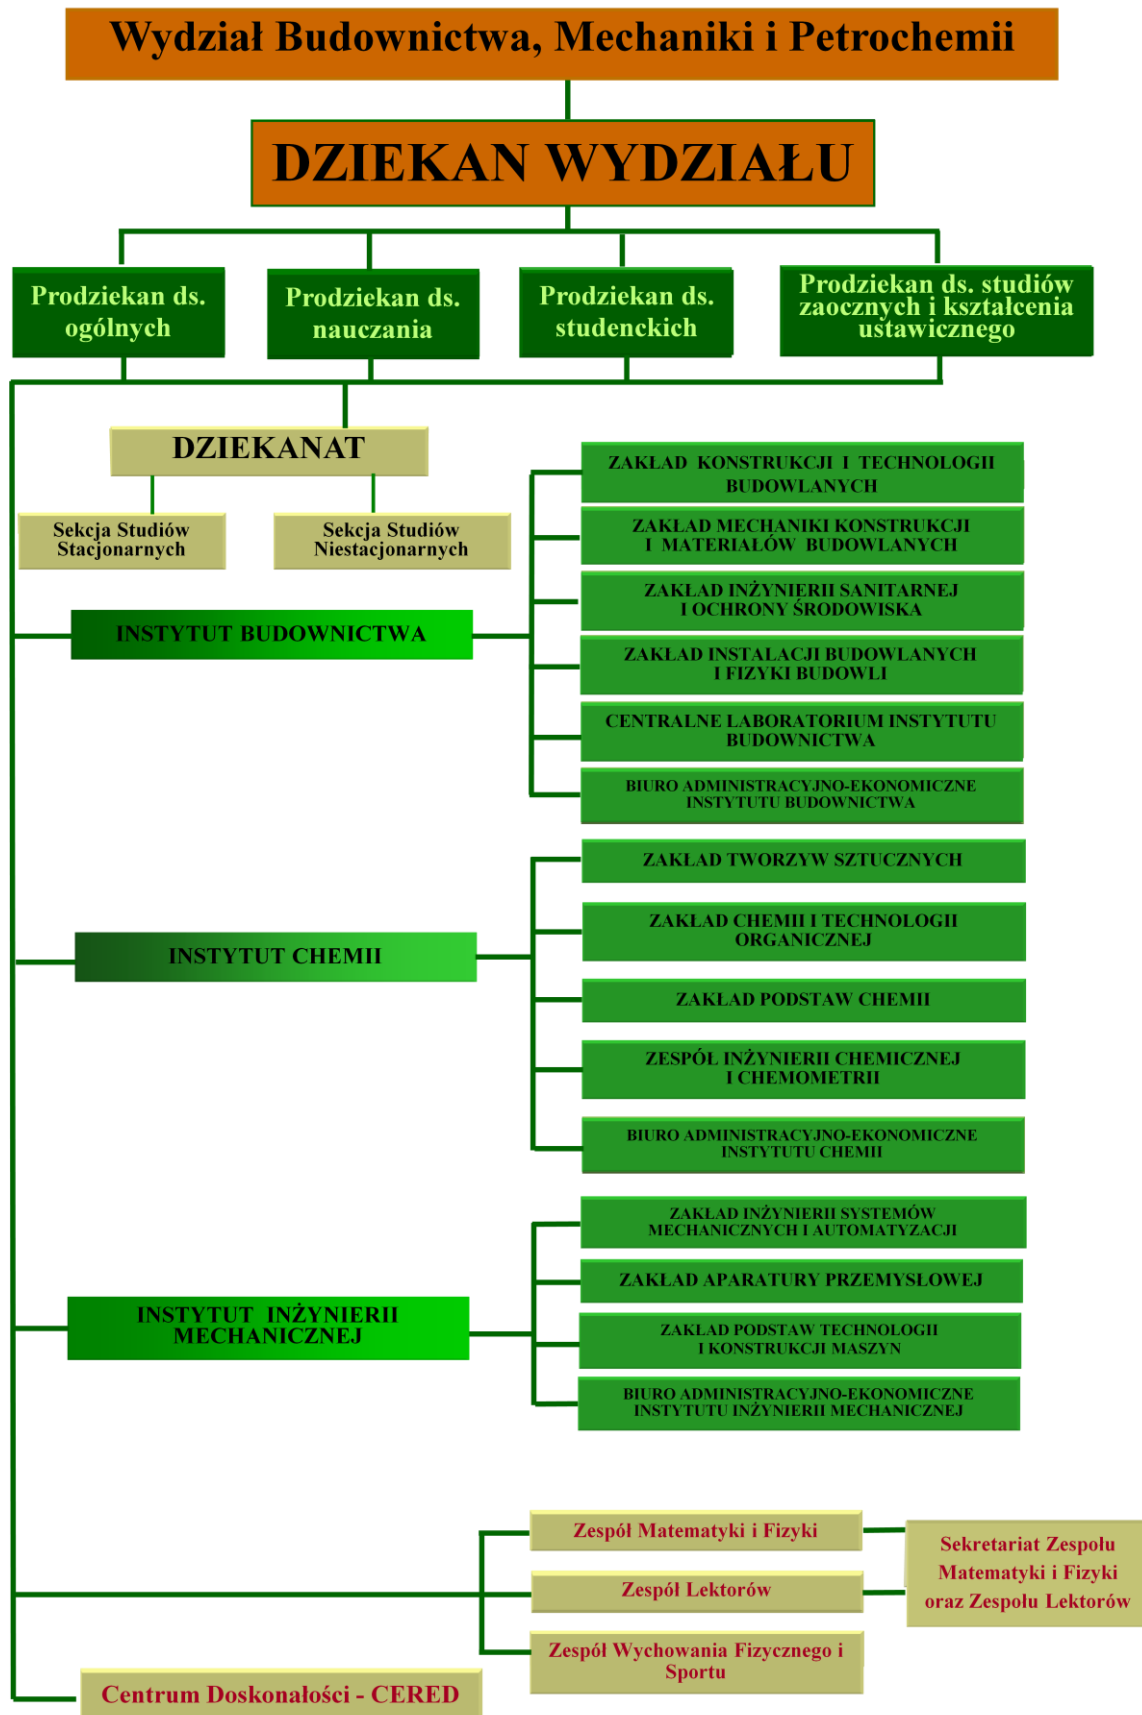 Wydział Budownictwa, Mechaniki i Petrochemii
DZIEKAN WYDZIAŁU
Prodziekan ds.
ogólnych
Prodziekan ds.
nauczania
Prodziekan ds.
studenckich
Prodziekan ds. studiów
zaocznych i kształcenia
ustawicznego
DZIEKANAT
Sekcja Studiów
Stacjonarnych
Sekcja Studiów
Niestacjonarnych
INSTYTUT BUDOWNICTWA
ZAKŁAD KONSTRUKCJI I TECHNOLOGII
BUDOWLANYCH
ZAKŁAD MECHANIKI KONSTRUKCJI
I MATERIAŁÓW BUDOWLANYCH
ZAKŁAD INŻYNIERII SANITARNEJ
I OCHRONY ŚRODOWISKA
ZAKŁAD INSTALACJI BUDOWLANYCH
I FIZYKI BUDOWLI
CENTRALNE LABORATORIUM INSTYTUTU
BUDOWNICTWA
BIURO ADMINISTRACYJNO-EKONOMICZNE
INSTYTUTU BUDOWNICTWA
INSTYTUT CHEMII
ZAKŁAD TWORZYW SZTUCZNYCH
ZAKŁAD CHEMII I TECHNOLOGII
ORGANICZNEJ
ZAKŁAD PODSTAW CHEMII
ZESPÓŁ INŻYNIERII CHEMICZNEJ
I CHEMOMETRII
BIURO ADMINISTRACYJNO-EKONOMICZNE
INSTYTUTU CHEMII
INSTYTUT INŻYNIERII
MECHANICZNEJ
ZAKŁAD INŻYNIERII SYSTEMÓW
MECHANICZNYCH I AUTOMATYZACJI
ZAKŁAD APARATURY PRZEMYSŁOWEJ
ZAKŁAD PODSTAW TECHNOLOGII
I KONSTRUKCJI MASZYN
BIURO ADMINISTRACYJNO-EKONOMICZNE
INSTYTUTU INŻYNIERII MECHANICZNEJ
Zespół Matematyki i Fizyki
Zespół Lektorów
Zespół Wychowania Fizycznego i
Sportu
Sekretariat Zespołu
Matematyki i Fizyki
oraz Zespołu Lektorów
Centrum Doskonałości - CERED